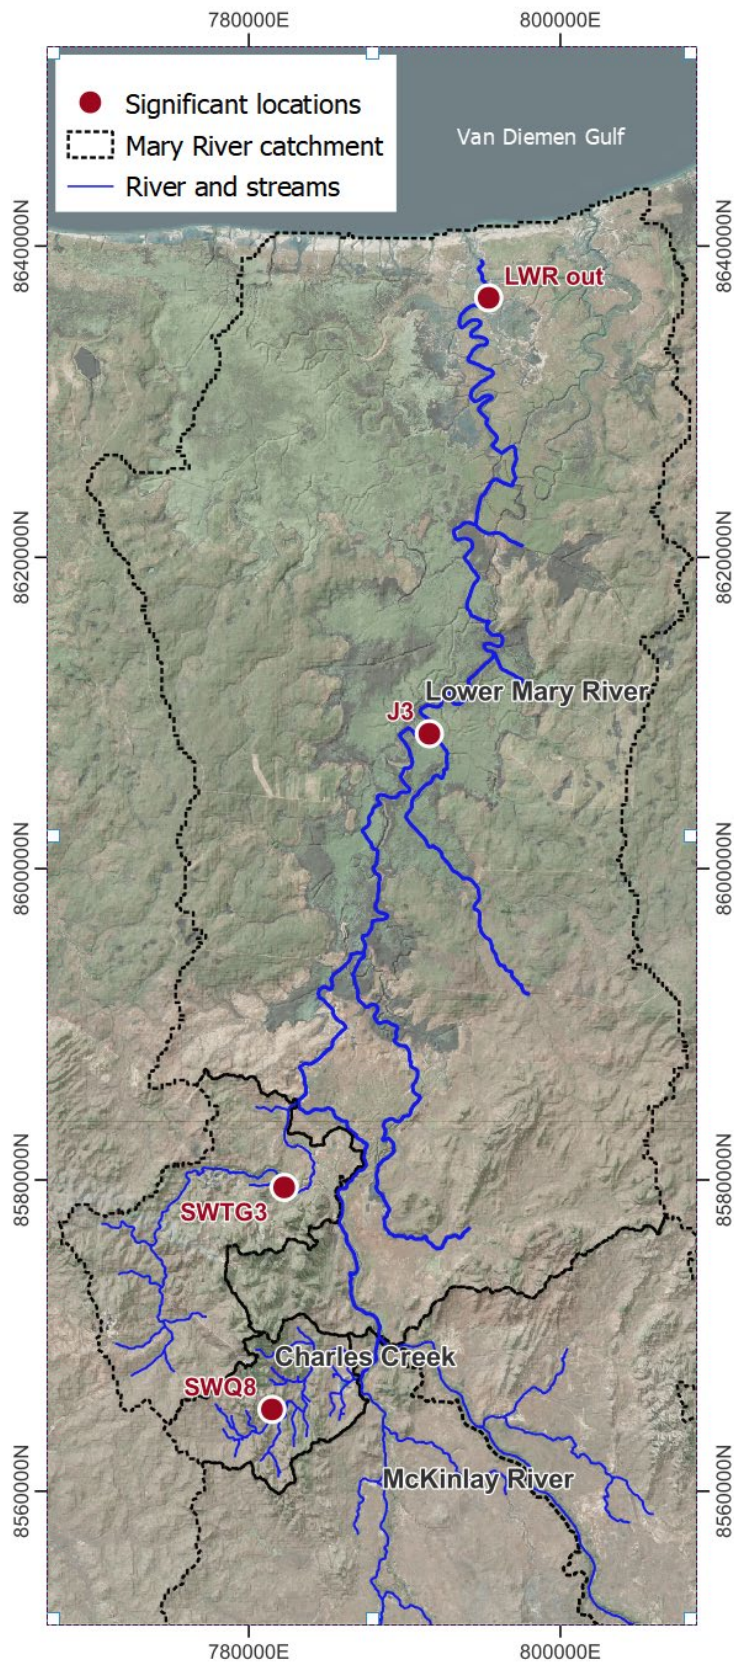 780000E 800000E
Significant locations
Mary River catchment
River and streams
Van Diemen Gulf
8640000N 8640000N
LWR out
8620000N 8620000N
Lower Mary River
J3
8600000N 8600000N
8580000N 8580000N
SWTG3
Charles Creek
SWQ8
McKinlay River
8560000N 8560000N
780000E 800000E